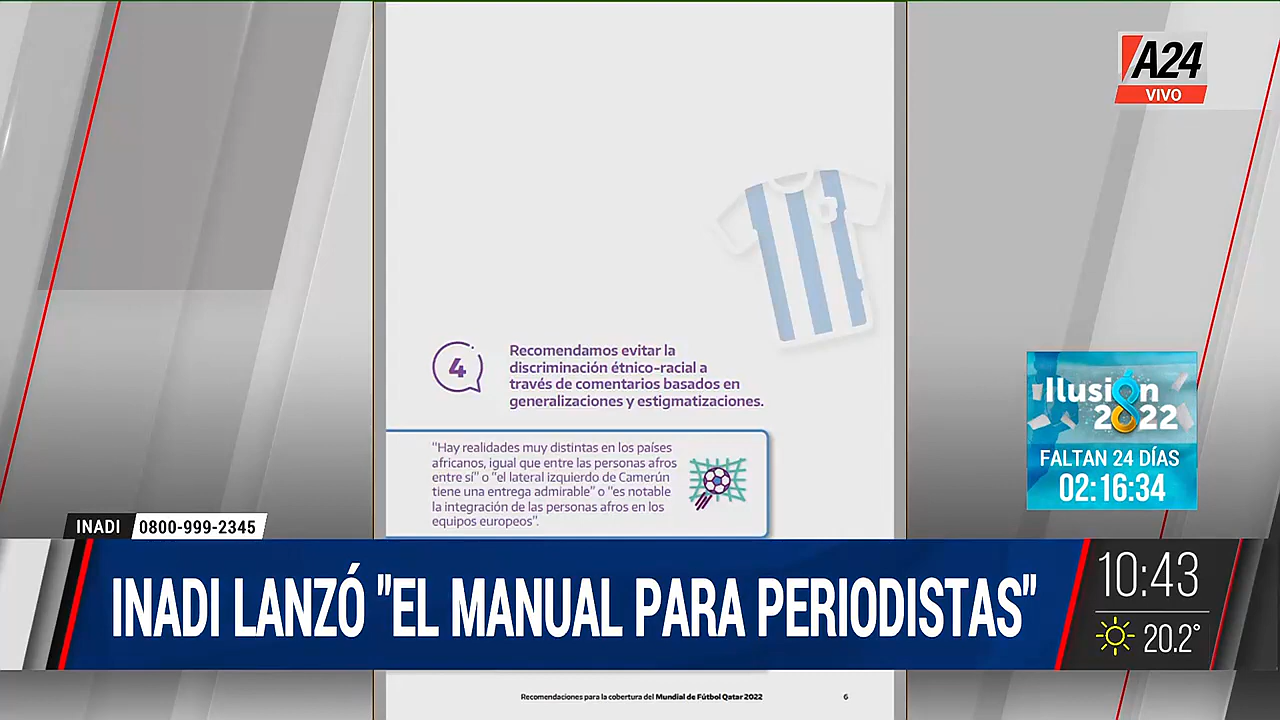 A24
VIVO
4
Recomendamos evitar la
discriminación étnico-racial a
través de comentarios basados en
generalizaciones y estigmatizaciones.
"Hay realidades muy distintas en los países
africanos, igual que entre las personas afros
entre sí" o "el lateral izquierdo de Camerún
tiene una entrega admirable" o "es notable
la integración de las personas afros en los
equipos europeos".
Ilusión
2022
FALTAN 24 DÍAS
02:16:34
INADI 0800-999-2345
INADI LANZÓ "EL MANUAL PARA PERIODISTAS"
10:43
20.2°
Recomendaciones para la cobertura del Mundial de Fútbol Qatar 2022 6